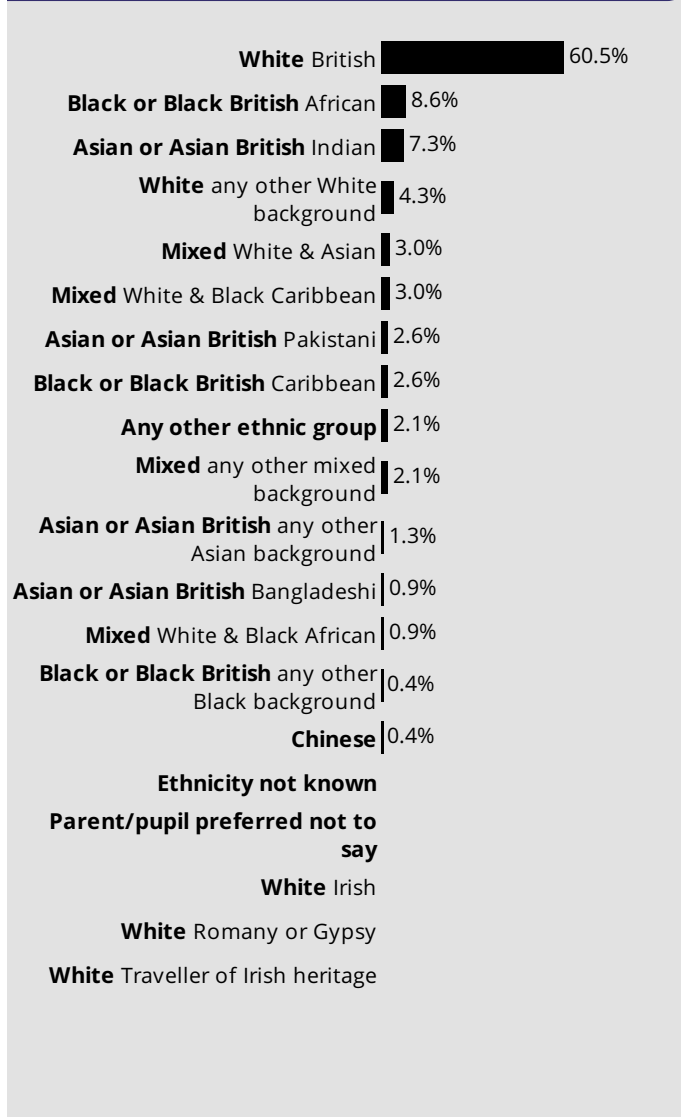 White British 60.5%
Black or Black British African 8.6%
Asian or Asian British Indian 7.3%
White any other White
background 4.3%
Mixed White & Asian 3.0%
Mixed White & Black Caribbean 3.0%
Asian or Asian British Pakistani 2.6%
Black or Black British Caribbean 2.6%
Any other ethnic group 2.1%
Mixed any other mixed
background 2.1%
Asian or Asian British any other
Asian background 1.3%
Asian or Asian British Bangladeshi 0.9%
Mixed White & Black African 0.9%
Black or Black British any other
Black background 0.4%
Chinese 0.4%
Ethnicity not known
Parent/pupil preferred not to
say
White Irish
White Romany or Gypsy
White Traveller of Irish heritage